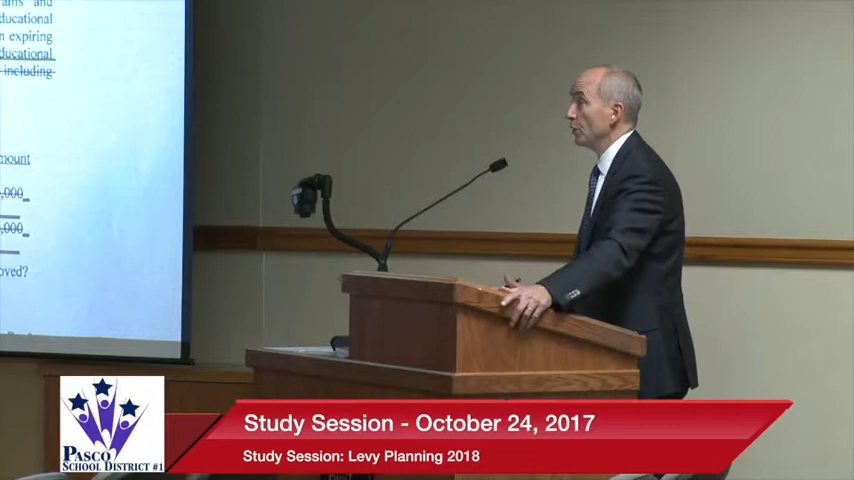 and
ducational
n expiring
ducational
including
mount
,000
,000
oved?
Study Session - October 24, 2017
Study Session: Levy Planning 2018
PASCO
SCHOOL DISTRICT #1